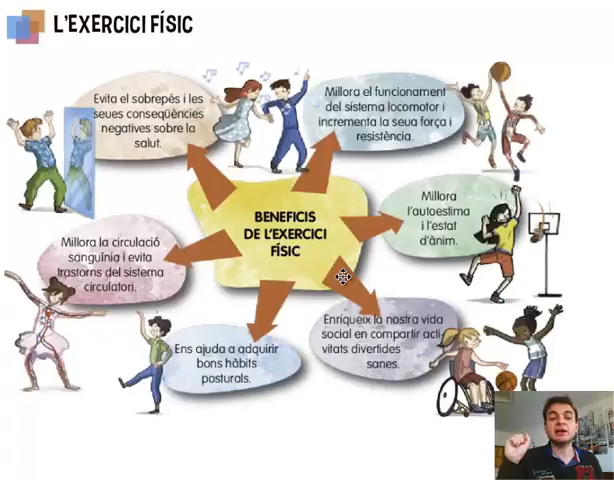 L'EXERCICI FÍSIC
Evita el sobrepés i les
seues conseqüències
negatives sobre la
salut.
Millora el funcionament
del sistema locomotor i
incrementa la seua força i
resistència.
Millora
l'autoestima
i l'estat
d'ànim.
BENEFICIS
DE L'EXERCICI
FÍSIC
Millora la circulació
sanguínia i evita
trastorns del sistema
circulatori.
Ens ajuda a adquirir
bons hàbits
posturals.
Enriqueix la nostra vida
social en compartir acti
vitats divertides
sanes.